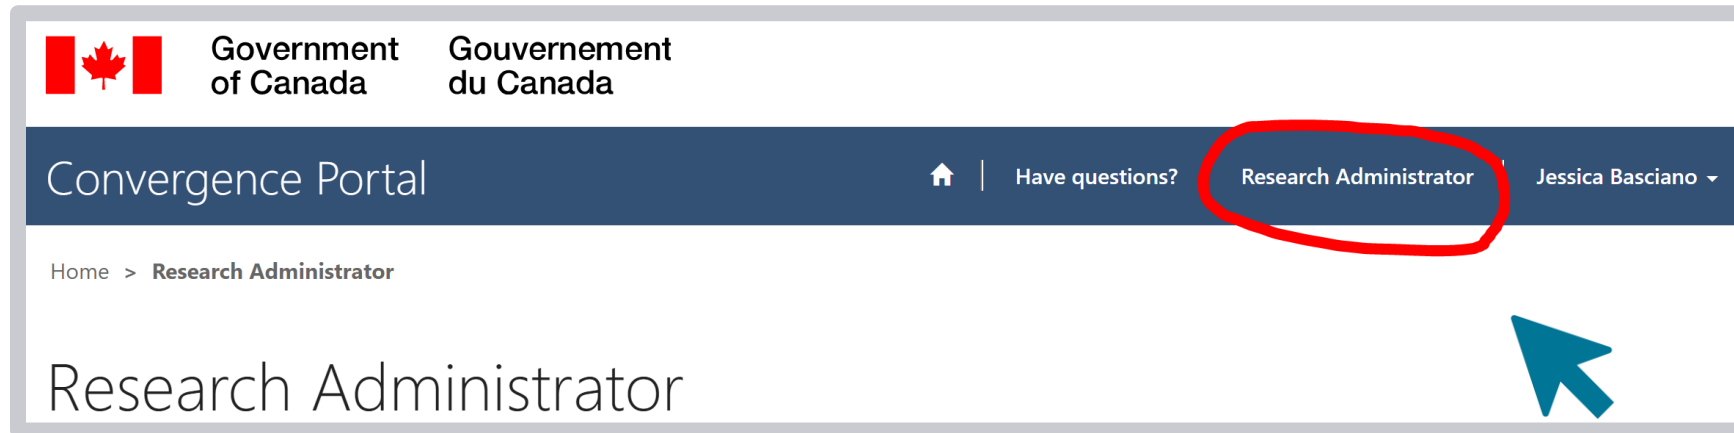 Government Gouvernement
of Canada du Canada
Convergence Portal Have questions? Research Administrator Jessica Basciano
Home > Research Administrator
Research Administrator